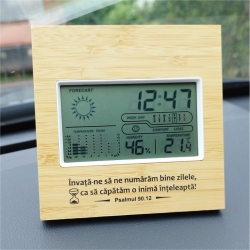 FORECAST
12:47
46%
21.4
Învață-ne să ne numărăm bine zilele,
ca să căpătăm o inimă înțeleaptă!
Psalmul 90.12